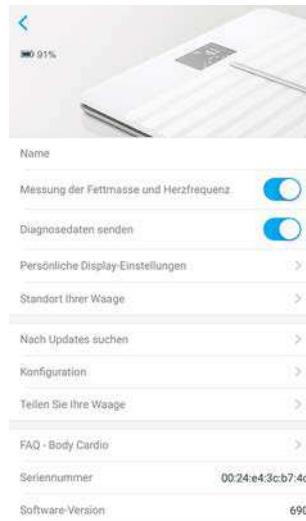 91%
Name
Messung der Fettmasse und Herzfrequenz
Diagnosedaten senden
Persönliche Display-Einstellungen
Standort Ihrer Waage
Nach Updates suchen
Konfiguration
Teilen Sie Ihre Waage
FAQ - Body Cardio
Seriennummer 00:24:e4:3c:b7:4c
Software-Version